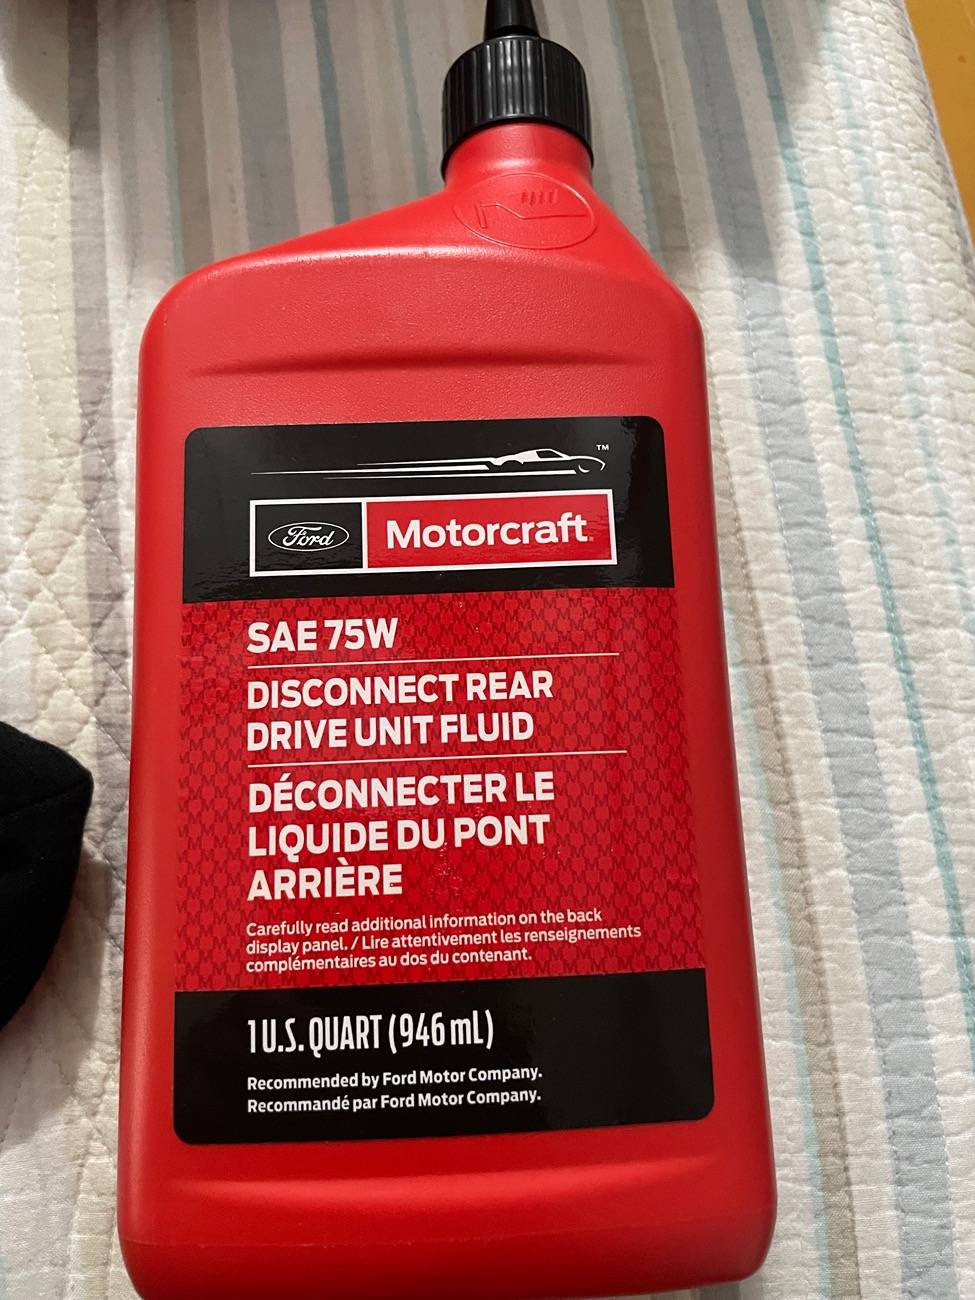 TM
Ford
Motorcraft
SAE 75W
DISCONNECT REAR
DRIVE UNIT FLUID
DÉCONNECTER LE
LIQUIDE DU PONT
ARRIÈRE
Carefully read additional information on the back
display panel. / Lire attentivement les renseignements
complémentaires au dos du contenant.
1 U.S. QUART (946 mL)
Recommended by Ford Motor Company.
Recommandé par Ford Motor Company.